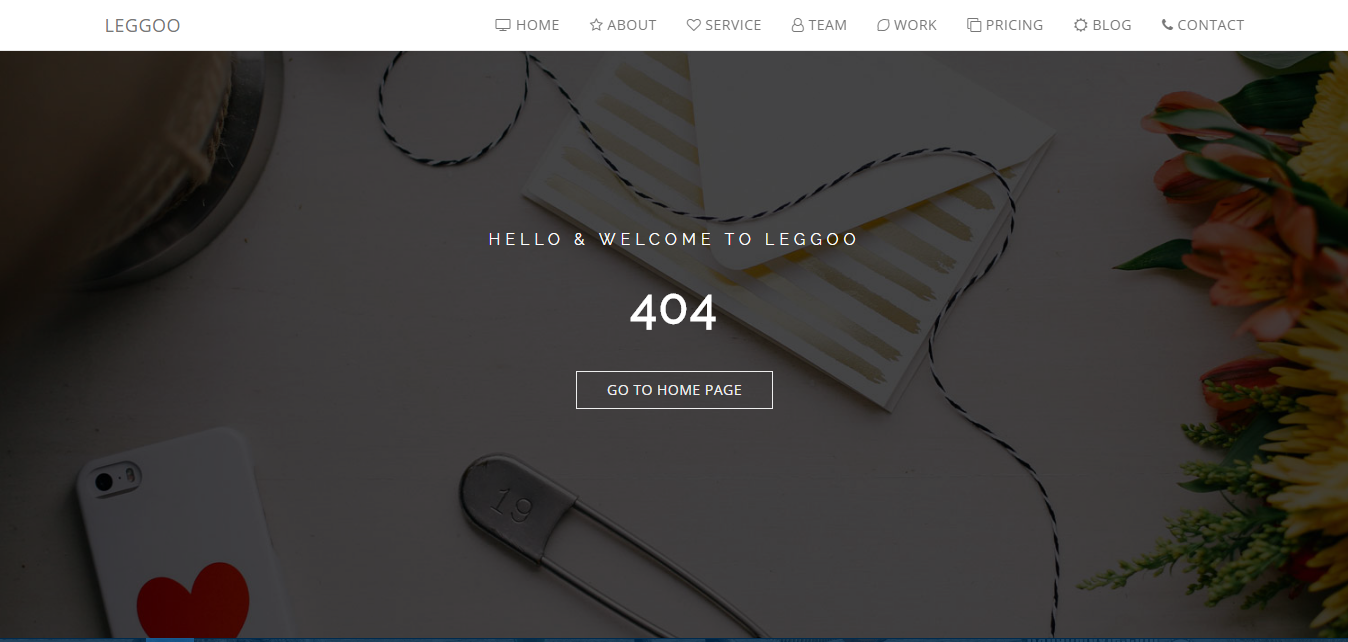 LEGGOO
HOME ABOUT SERVICE TEAM WORK PRICING BLOG CONTACT
HELLO & WELCOME TO LEGGOO
404
GO TO HOME PAGE
19